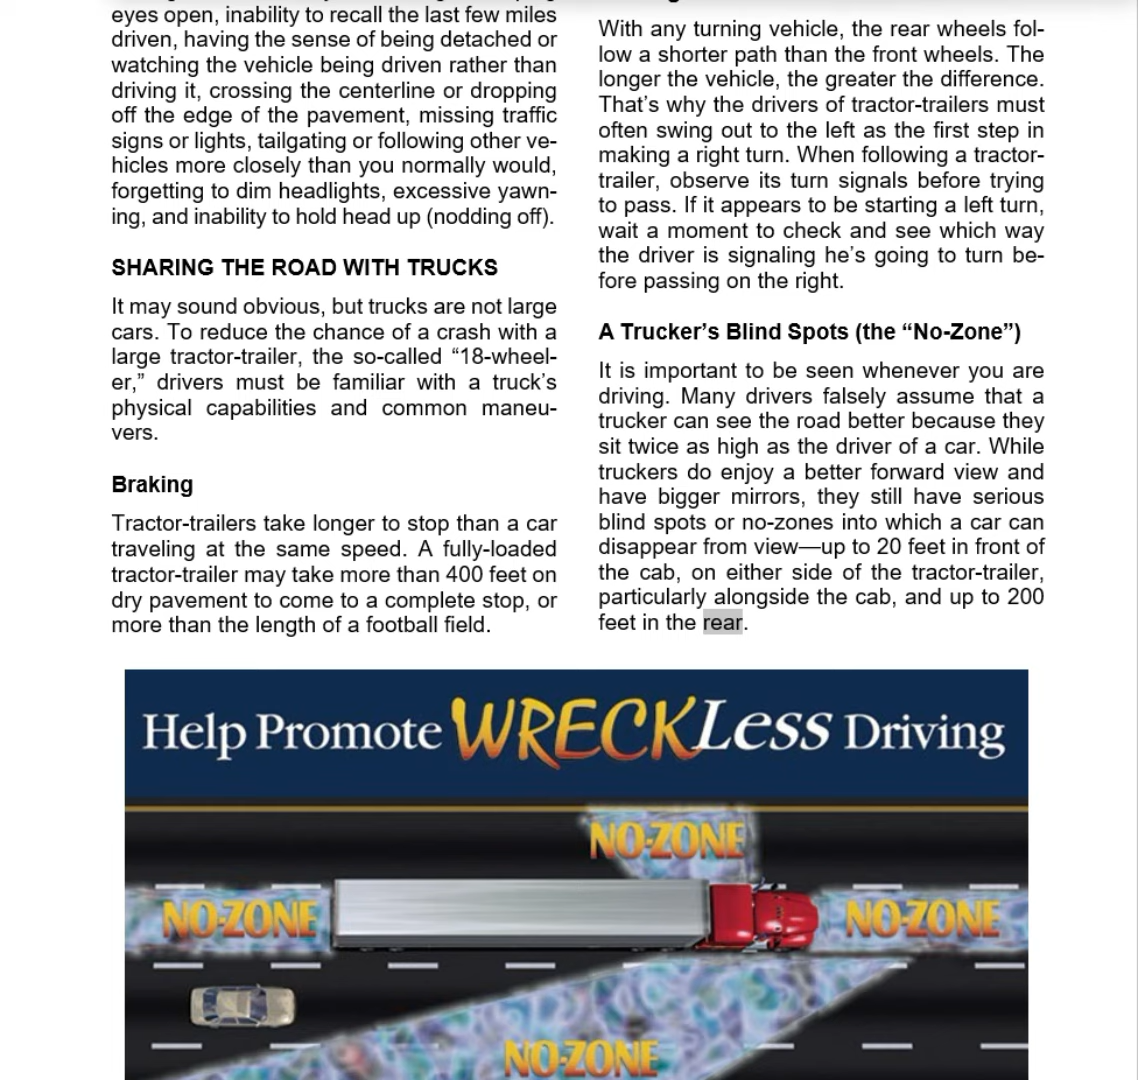 eyes open, inability to recall the last few miles
driven, having the sense of being detached or
watching the vehicle being driven rather than
driving it, crossing the centerline or dropping
off the edge of the pavement, missing traffic
signs or lights, tailgating or following other ve-
hicles more closely than you normally would,
forgetting to dim headlights, excessive yawn-
ing, and inability to hold head up (nodding off).
SHARING THE ROAD WITH TRUCKS
It may sound obvious, but trucks are not large
cars. To reduce the chance of a crash with a
large tractor-trailer, the so-called “18-wheel-
er,” drivers must be familiar with a truck’s
physical capabilities and common maneu-
vers.
Braking
Tractor-trailers take longer to stop than a car
traveling at the same speed. A fully-loaded
tractor-trailer may take more than 400 feet on
dry pavement to come to a complete stop, or
more than the length of a football field.
With any turning vehicle, the rear wheels fol-
low a shorter path than the front wheels. The
longer the vehicle, the greater the difference.
That’s why the drivers of tractor-trailers must
often swing out to the left as the first step in
making a right turn. When following a tractor-
trailer, observe its turn signals before trying
to pass. If it appears to be starting a left turn,
wait a moment to check and see which way
the driver is signaling he’s going to turn be-
fore passing on the right.
A Trucker’s Blind Spots (the “No-Zone”)
It is important to be seen whenever you are
driving. Many drivers falsely assume that a
trucker can see the road better because they
sit twice as high as the driver of a car. While
truckers do enjoy a better forward view and
have bigger mirrors, they still have serious
blind spots or no-zones into which a car can
disappear from view—up to 20 feet in front of
the cab, on either side of the tractor-trailer,
particularly alongside the cab, and up to 200
feet in the rear.
Help Promote WRECKLess Driving
NO-ZONE
NO-ZONE
NO-ZONE
NO-ZONE